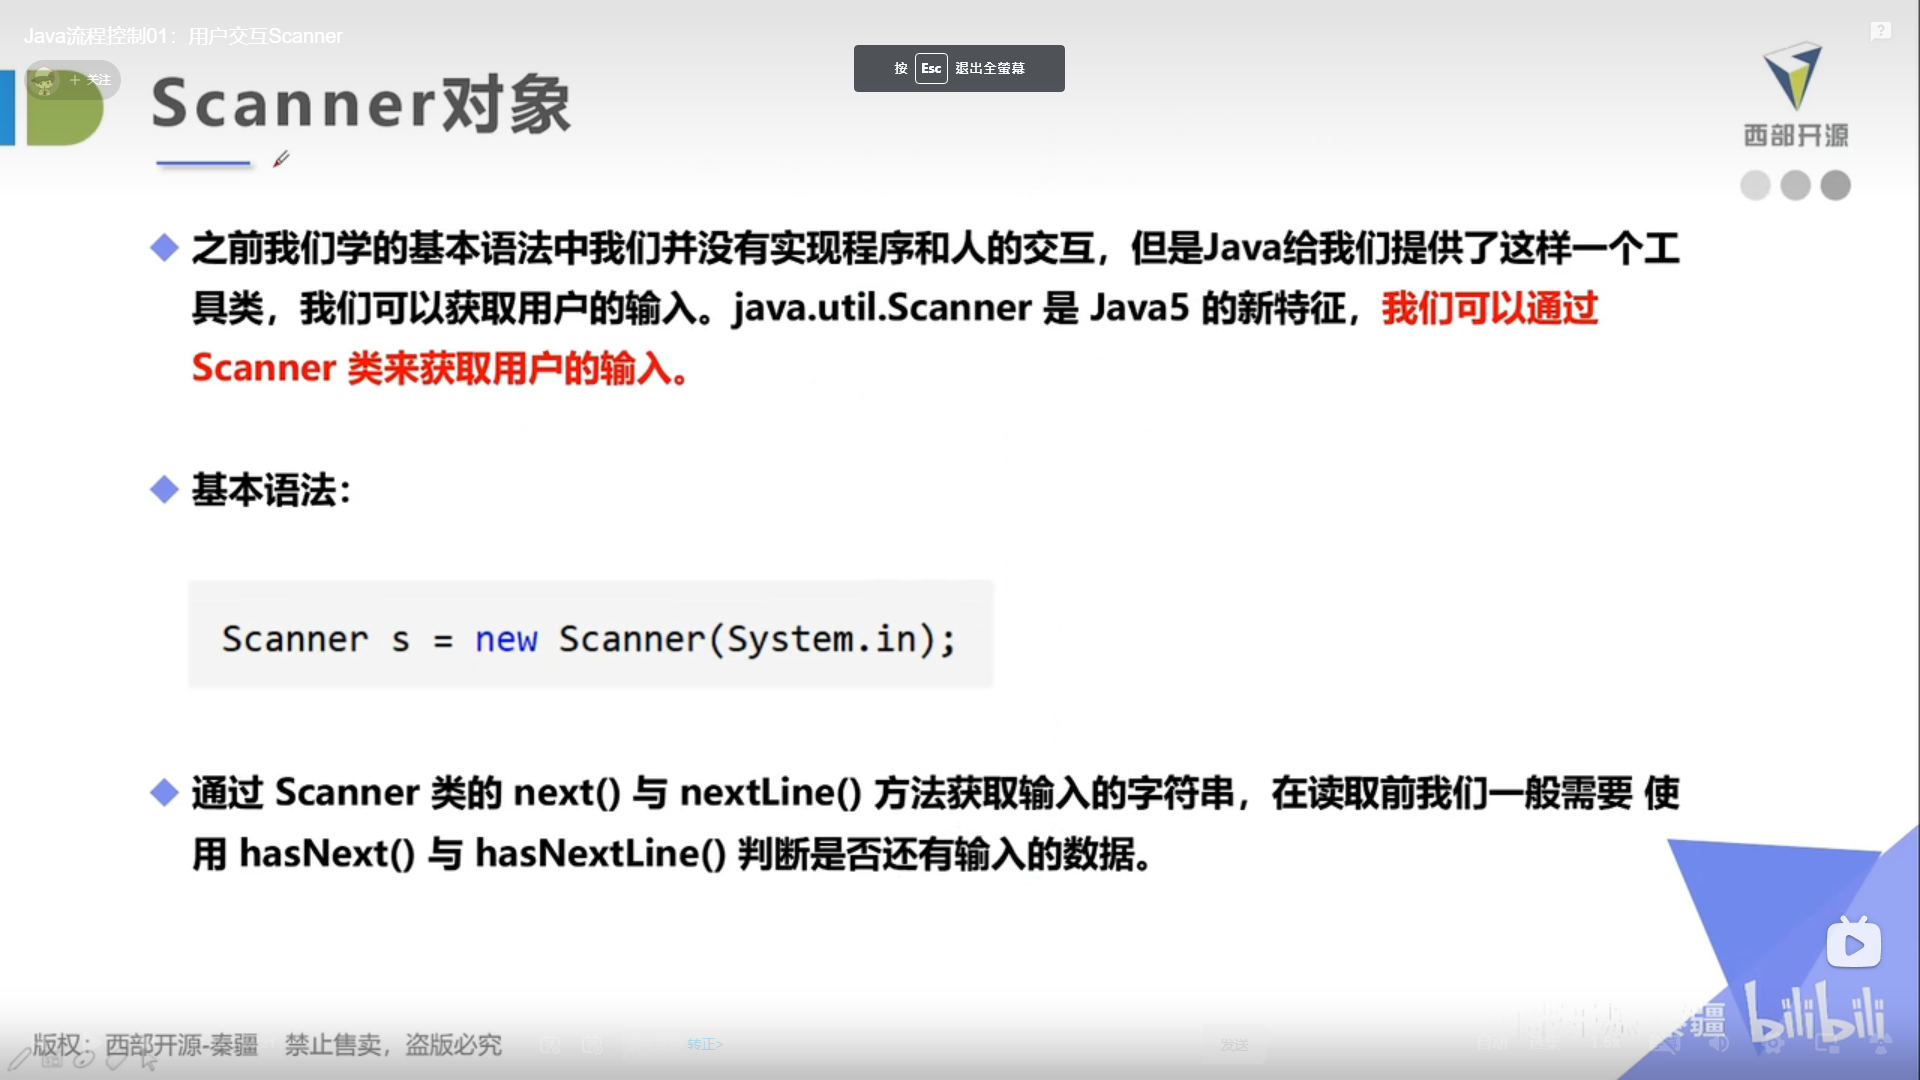 Java流程控制01：用户交互Scanner
按 Esc 退出全萤幕
+ 关注
Scanner对象
西部开源
之前我们学的基本语法中我们并没有实现程序和人的交互，但是Java给我们提供了这样一个工
具类，我们可以获取用户的输入。java.util.Scanner 是 Java5 的新特征，我们可以通过
Scanner 类来获取用户的输入。
基本语法：
Scanner s = new Scanner(System.in);
通过 Scanner 类的 next() 与 nextLine() 方法获取输入的字符串，在读取前我们一般需要 使
用 hasNext() 与 hasNextLine() 判断是否还有输入的数据。
bilibili
版权：西部开源-秦疆 禁止售卖，盗版必究
转正>
发送